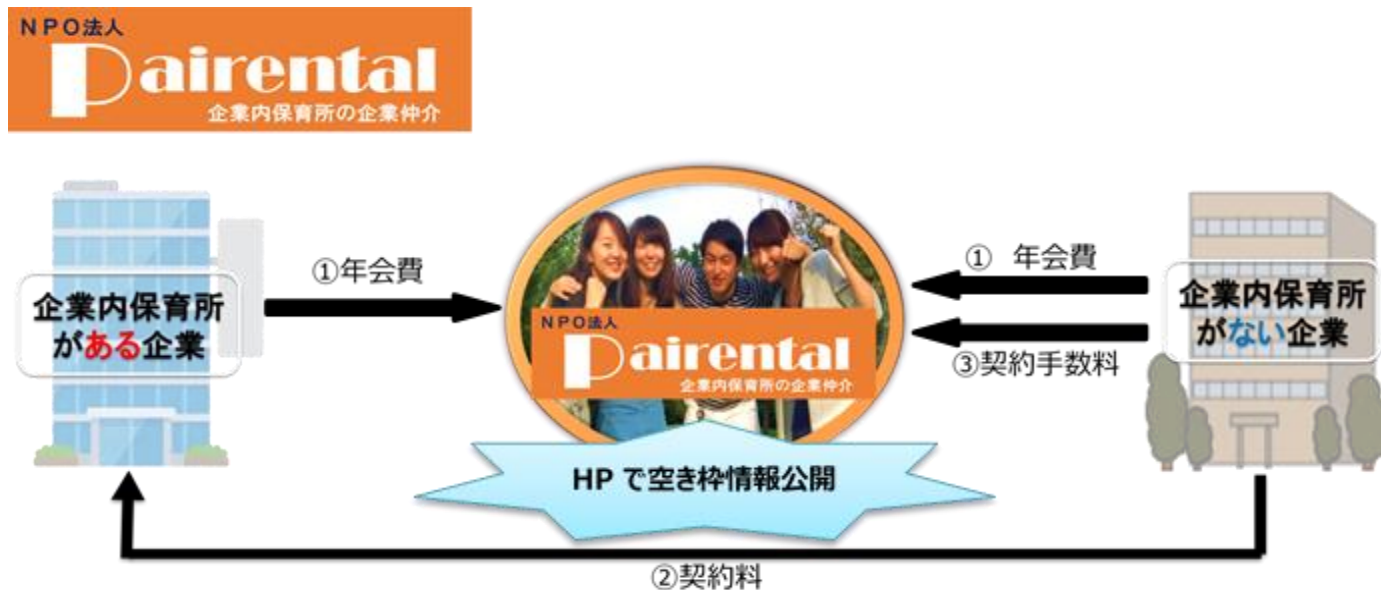 NPO法人
Pairental
企業内保育所の企業仲介
①年会費
① 年会費
企業内保育所
がある企業
企業内保育所
がない企業
NPO法人
Pairental
企業内保育所の企業仲介
③契約手数料
HP で空き枠情報公開
②契約料